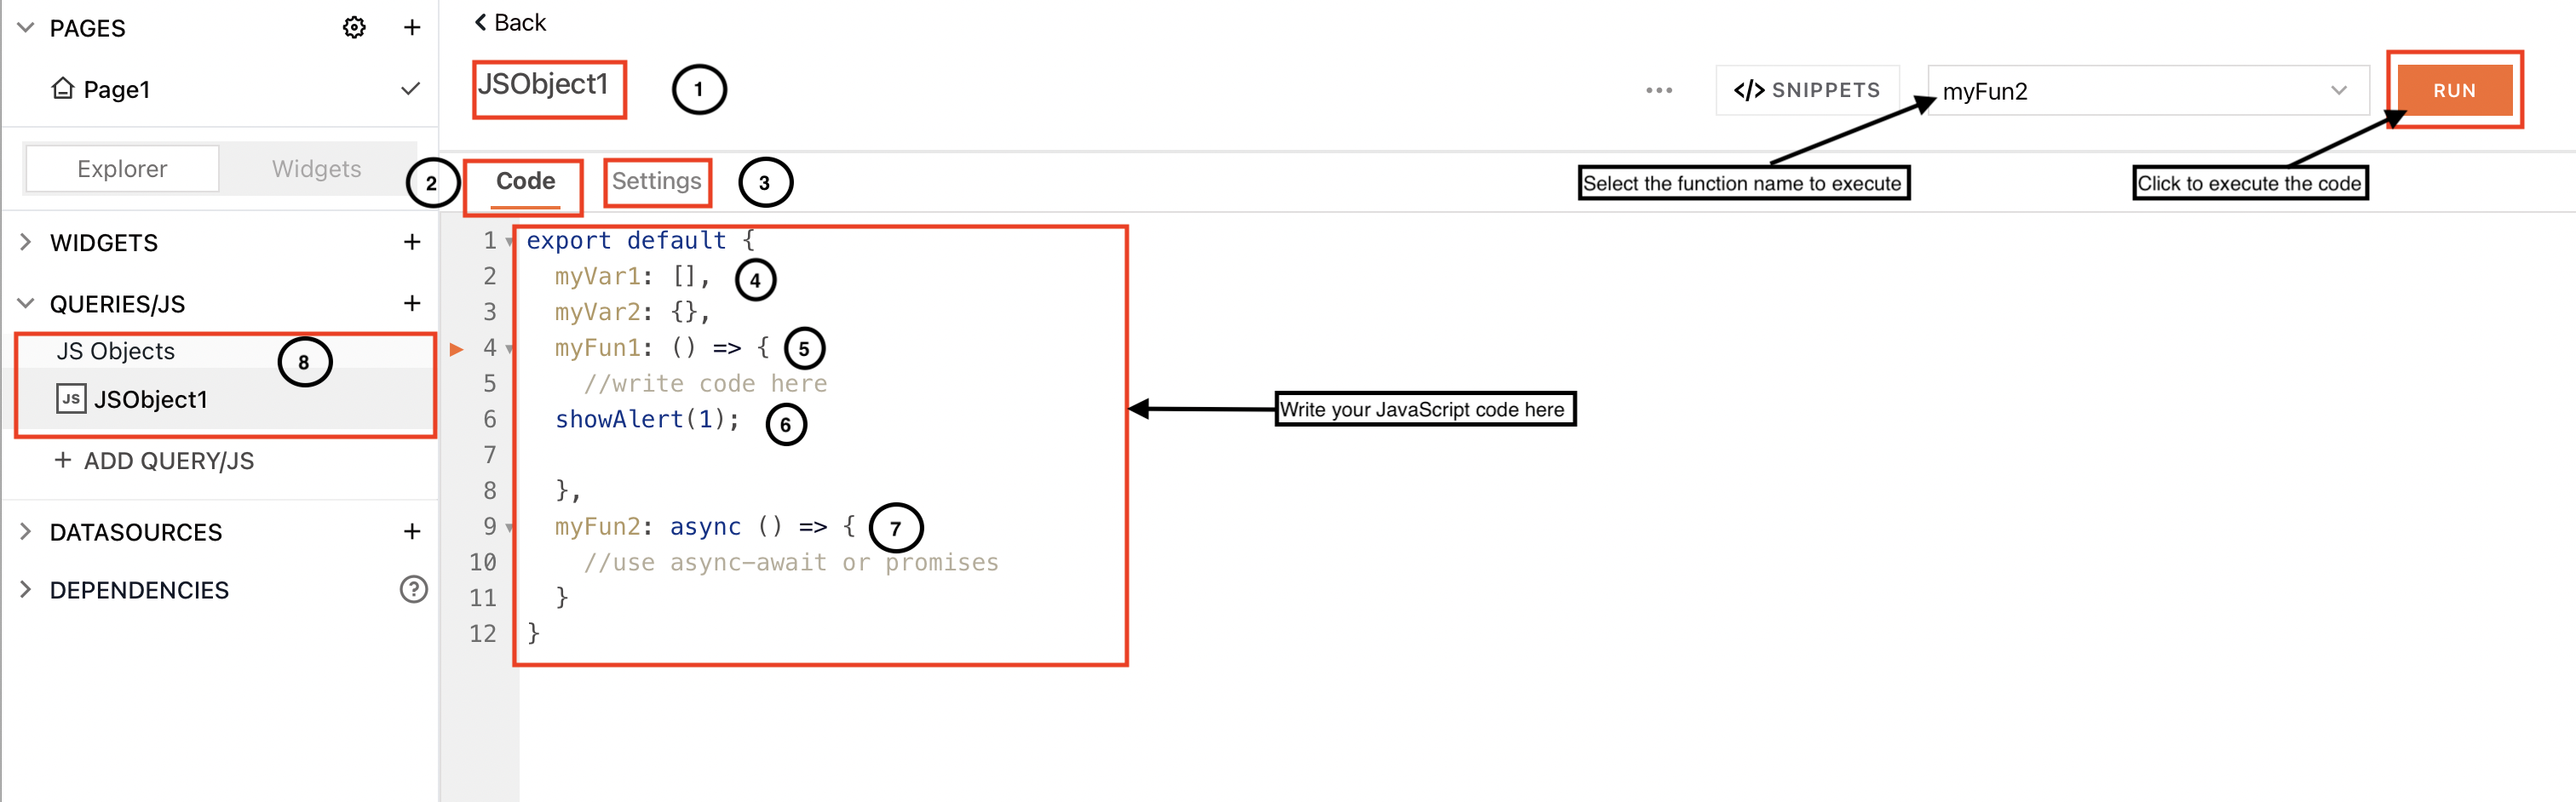 PAGES
Page1
Explorer Widgets
WIDGETS
QUERIES/JS
JS Objects 8
JS JSObject1
ADD QUERY/JS
DATASOURCES
DEPENDENCIES ?
Back
JSObject1 1
... </> SNIPPETS myFun2 RUN
2 Code Settings 3
Select the function name to execute Click to execute the code
1 export default {
2 myVar1: [], 4
3 myVar2: {},
4 myFun1: () => { 5
5 //write code here
6 showAlert(1); 6
7
8 },
9 myFun2: async () => { 7
10 //use async-await or promises
11 }
12 }
Write your JavaScript code here